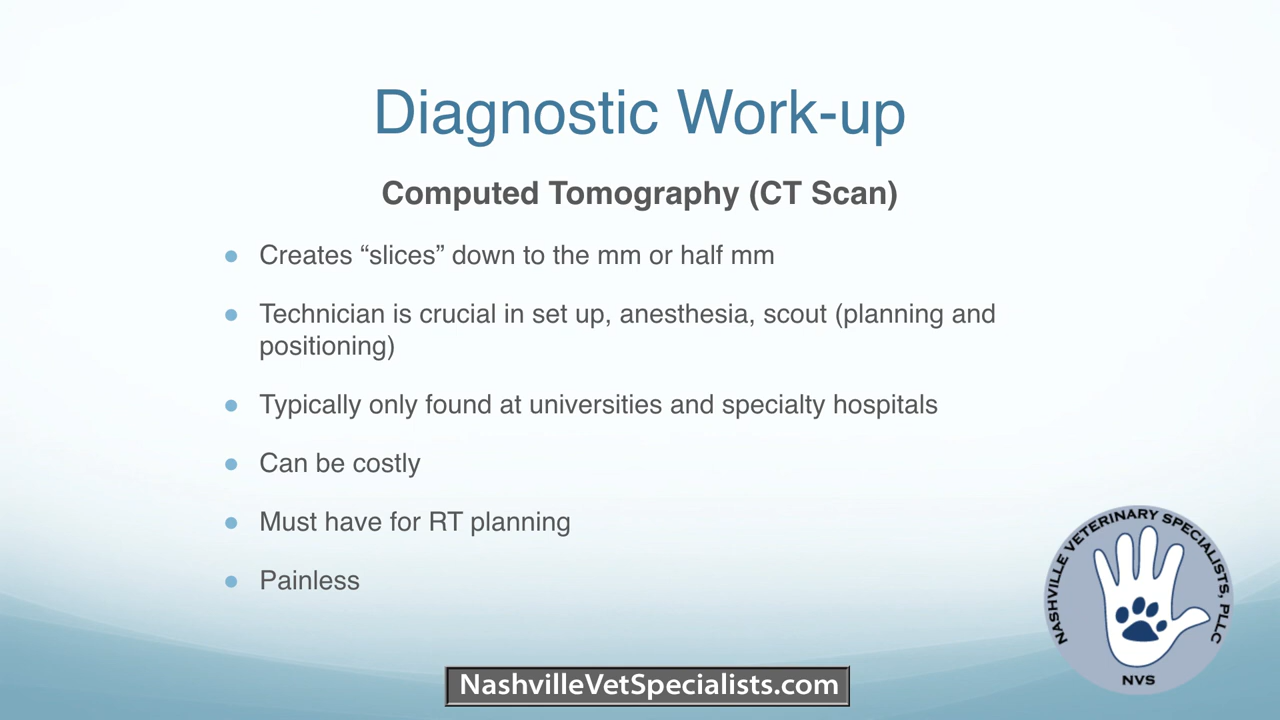 Diagnostic Work-up
Computed Tomography (CT Scan)
● Creates “slices” down to the mm or half mm
● Technician is crucial in set up, anesthesia, scout (planning and
positioning)
● Typically only found at universities and specialty hospitals
● Can be costly
● Must have for RT planning
● Painless
NASHVILLE VETERINARY SPECIALISTS, PLLC
NVS
NashvilleVetSpecialists.com